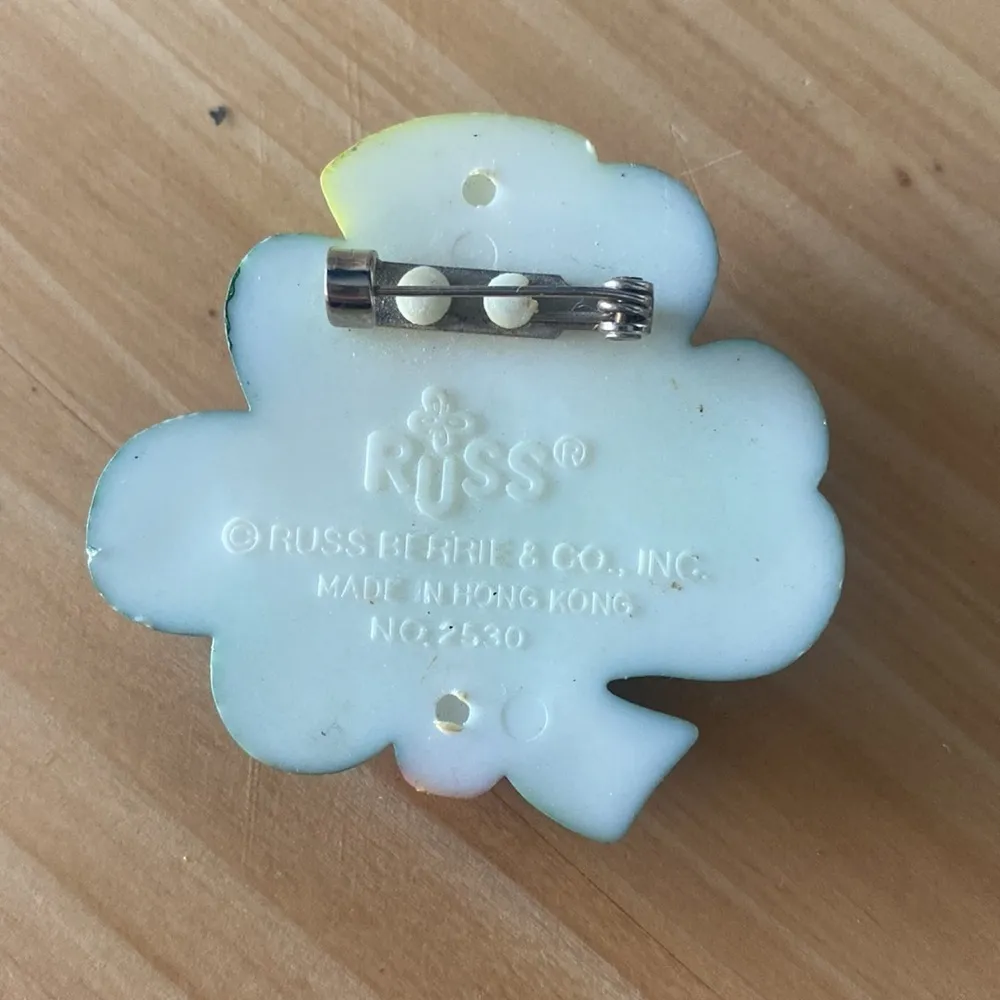 RUSS®
© RUSS BERRIE & CO., INC.
MADE IN HONG KONG
NO. 2530